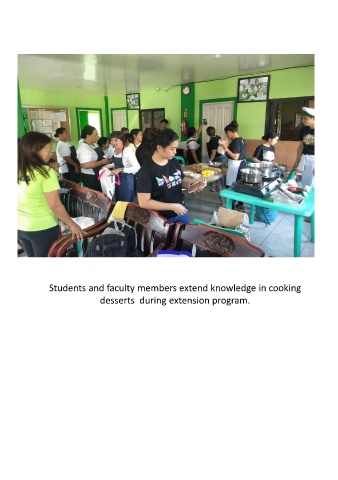 Students and faculty members extend knowledge in cooking
desserts during extension program.